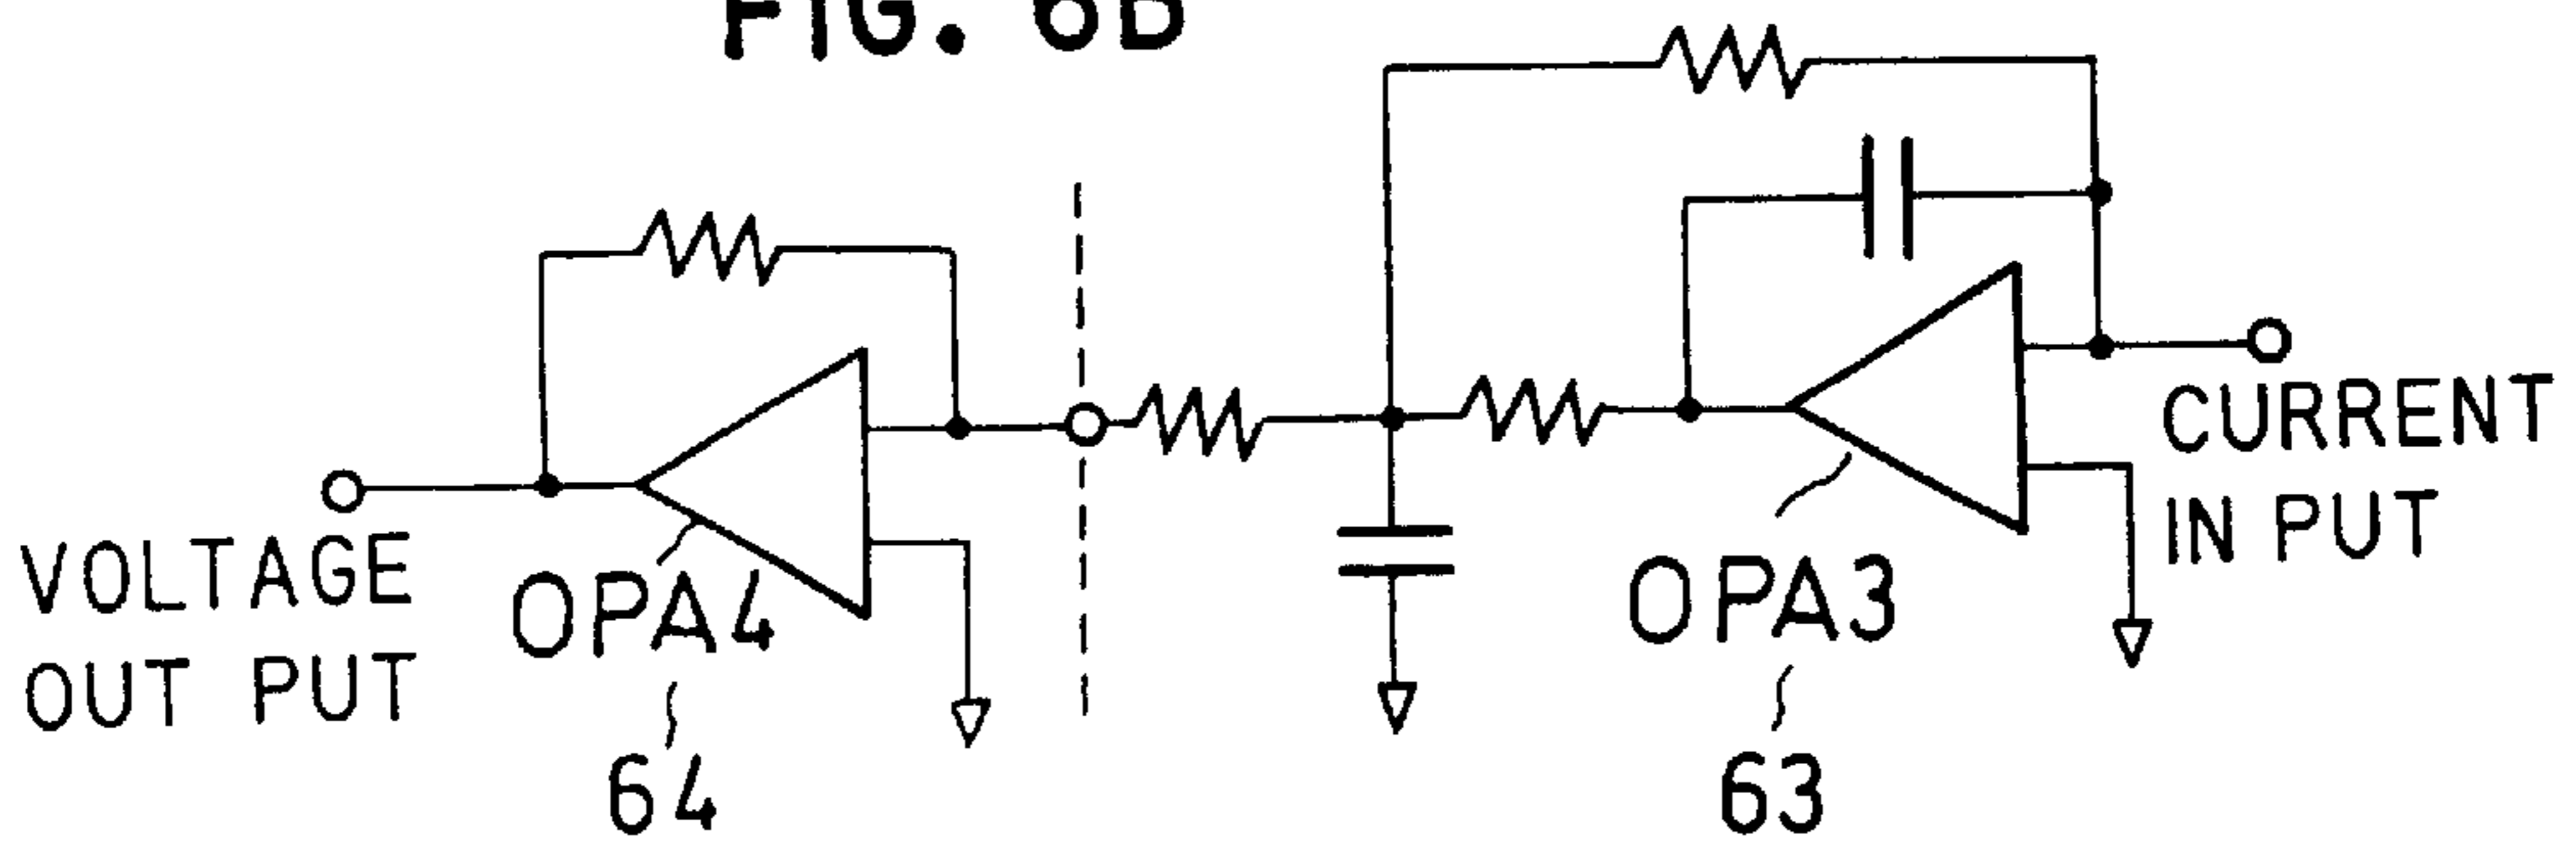 FIG. 6B
VOLTAGE
OUT PUT
OPA4
64
OPA3
63
CURRENT
IN PUT